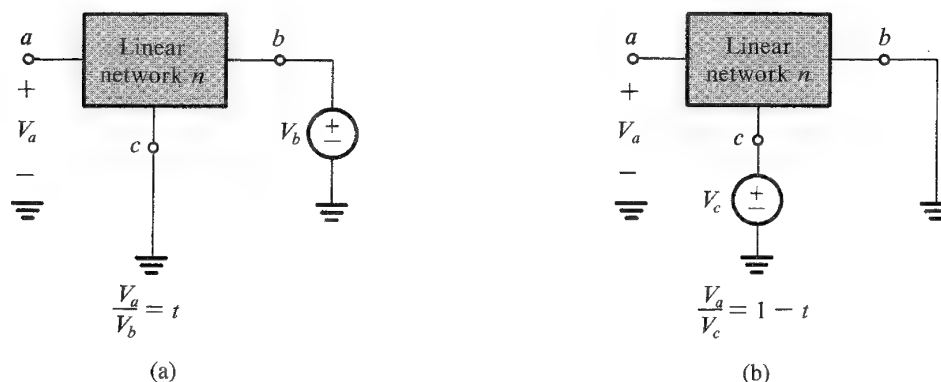 a
Linear
network n
b
+
V_a
−
c
V_b
+
−
V_a/V_b = t
(a)
a
Linear
network n
b
+
V_a
−
c
V_c
+
−
V_a/V_c = 1 − t
(b)